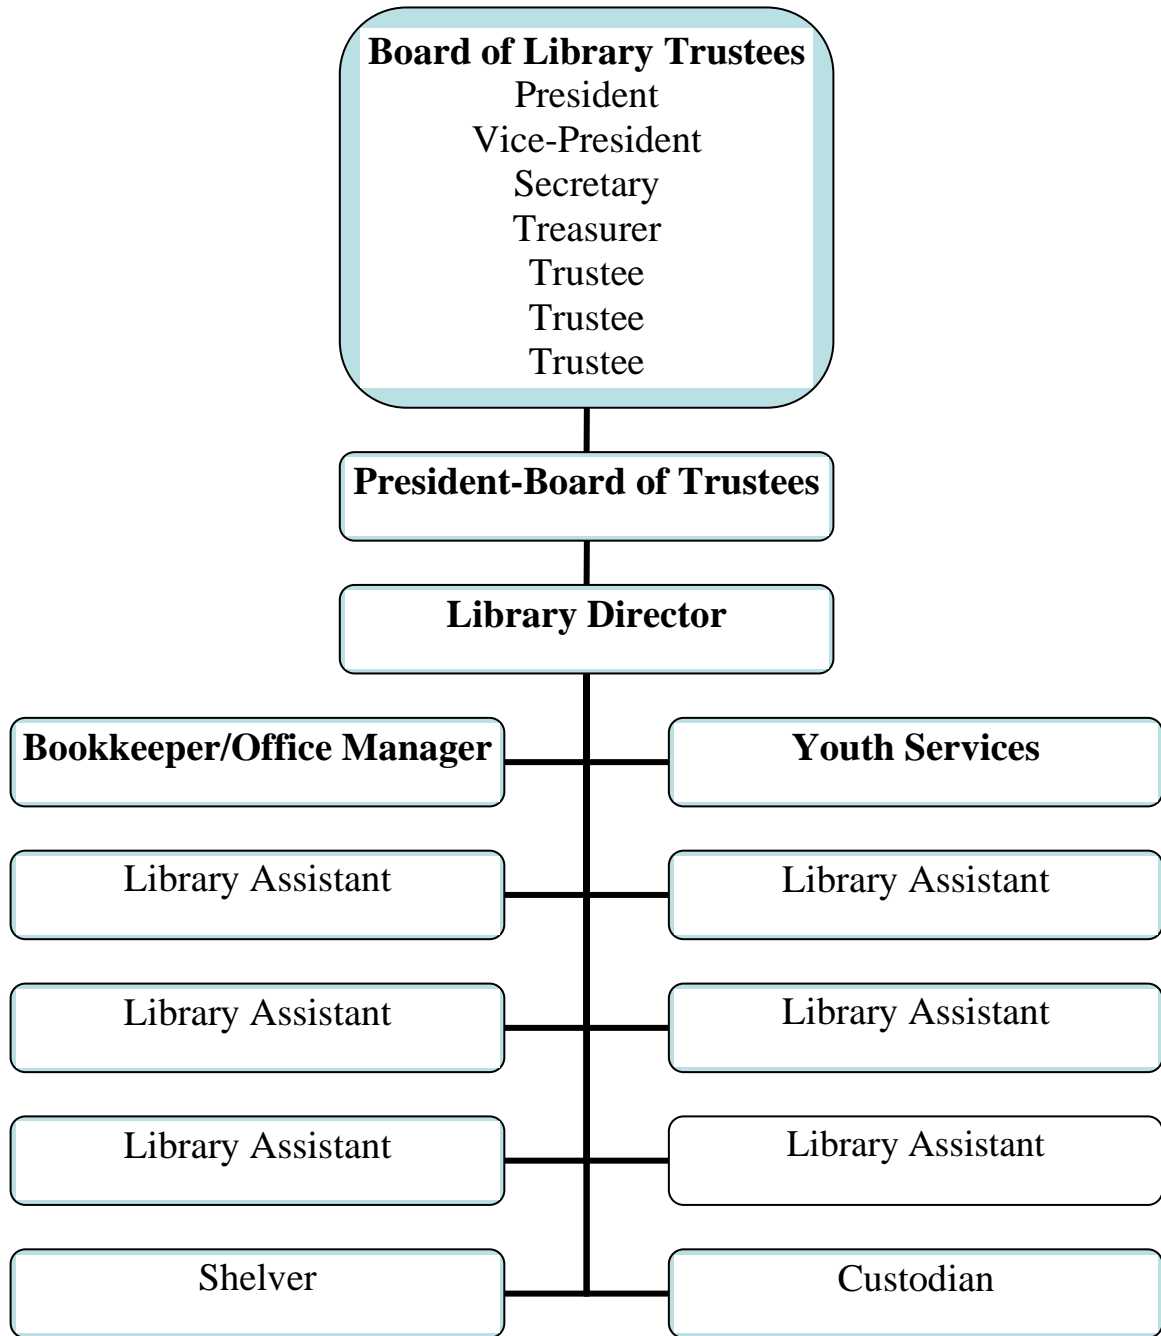 Board of Library Trustees
President
Vice-President
Secretary
Treasurer
Trustee
Trustee
Trustee
President-Board of Trustees
Library Director
Bookkeeper/Office Manager
Youth Services
Library Assistant
Library Assistant
Library Assistant
Library Assistant
Library Assistant
Library Assistant
Shelver
Custodian